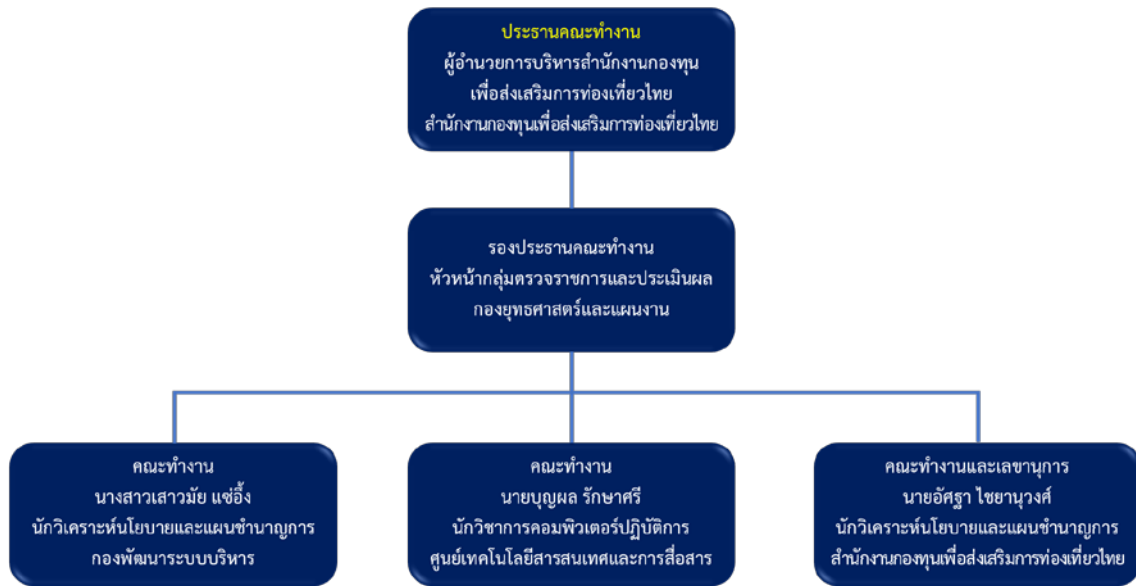 ประธานคณะทำงาน
ผู้อำนวยการบริหารสำนักงานกองทุน
เพื่อส่งเสริมการท่องเที่ยวไทย
สำนักงานกองทุนเพื่อส่งเสริมการท่องเที่ยวไทย
รองประธานคณะทำงาน
หัวหน้ากลุ่มตรวจราชการและประเมินผล
กองยุทธศาสตร์และแผนงาน
คณะทำงาน
นางสาวเสาวมัย แซ่อึ้ง
นักวิเคราะห์นโยบายและแผนชำนาญการ
กองพัฒนาระบบบริหาร
คณะทำงาน
นายบุญผล รักษาศรี
นักวิชาการคอมพิวเตอร์ปฏิบัติการ
ศูนย์เทคโนโลยีสารสนเทศและการสื่อสาร
คณะทำงานและเลขานุการ
นายอัศฐา ไชยานุวงศ์
นักวิเคราะห์นโยบายและแผนชำนาญการ
สำนักงานกองทุนเพื่อส่งเสริมการท่องเที่ยวไทย